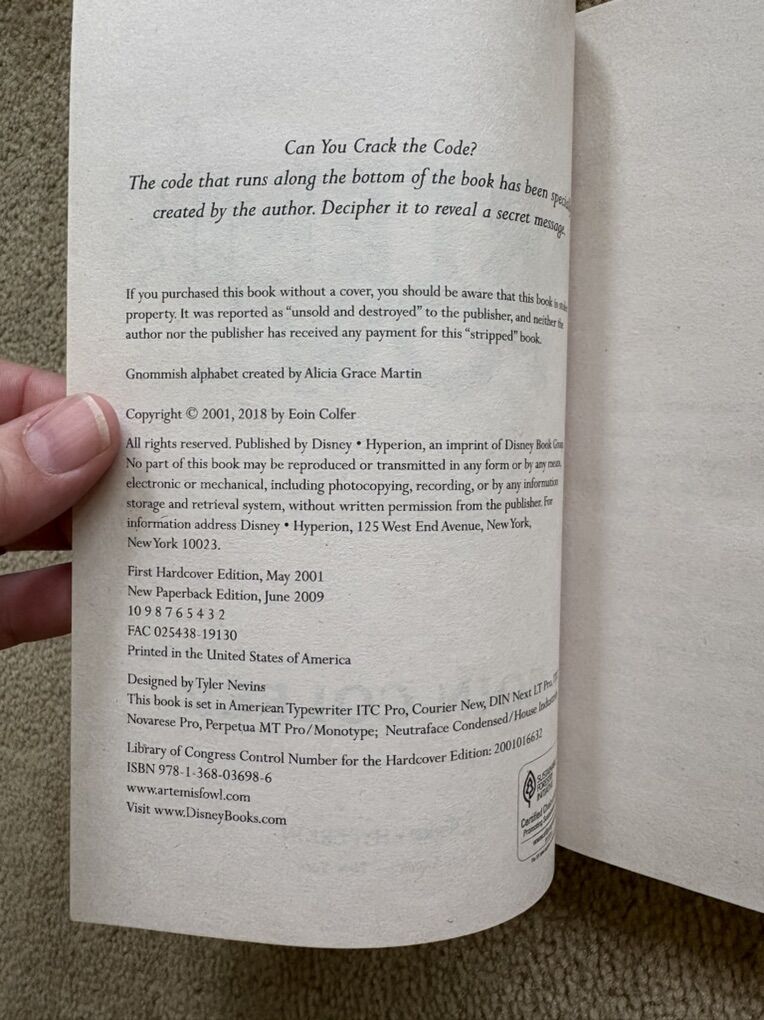 Can You Crack the Code?
The code that runs along the bottom of the book has been
created by the author. Decipher it to reveal a secret message.
If you purchased this book without a cover, you should be aware that this book is
property. It was reported as “unsold and destroyed” to the publisher, and neither the
author nor the publisher has received any payment for this “stripped” book.
Gnommish alphabet created by Alicia Grace Martin
Copyright © 2001, 2018 by Eoin Colfer
All rights reserved. Published by Disney • Hyperion, an imprint of Disney Book
No part of this book may be reproduced or transmitted in any form or by any
electronic or mechanical, including photocopying, recording, or by any information
storage and retrieval system, without written permission from the publisher. For
information address Disney • Hyperion, 125 West End Avenue, New York,
New York 10023.
First Hardcover Edition, May 2001
New Paperback Edition, June 2009
10 9 8 7 6 5 4 3 2
FAC 025438-19130
Printed in the United States of America
Designed by Tyler Nevins
This book is set in American Typewriter ITC Pro, Courier New, DIN Next LT Pro,
Novarese Pro, Perpetua MT Pro/Monotype; Neutraface Condensed/House
Library of Congress Control Number for the Hardcover Edition: 2001016632
ISBN 978-1-368-03698-6
www.artemisfowl.com
Visit www.DisneyBooks.com